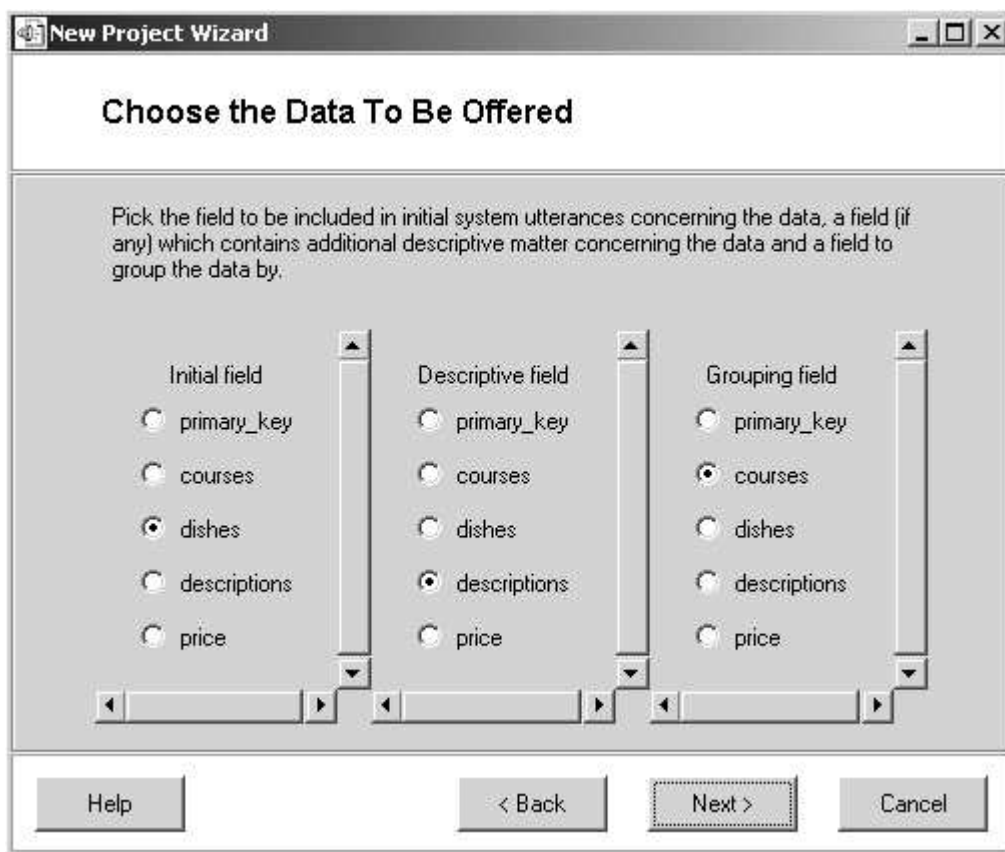 New Project Wizard
Choose the Data To Be Offered
Pick the field to be included in initial system utterances concerning the data, a field (if
any) which contains additional descriptive matter concerning the data and a field to
group the data by.
Initial field
primary_key
courses
dishes
descriptions
price
Descriptive field
primary_key
courses
dishes
descriptions
price
Grouping field
primary_key
courses
dishes
descriptions
price
Help
< Back
Next >
Cancel